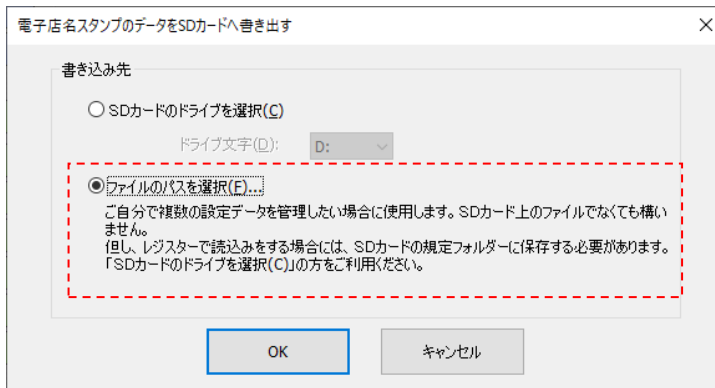 電子店名スタンプのデータをSDカードへ書き出す
書き込み先
SDカードのドライブを選択(C)
ドライブ文字(D): D:
ファイルのパスを選択(F)...
ご自分で複数の設定データを管理したい場合に使用します。SDカード上のファイルでなくても構い
ません。
但し、レジスターで読込みをする場合には、SDカードの規定フォルダーに保存する必要があります。
「SDカードのドライブを選択(C)」の方をご利用ください。
OK キャンセル